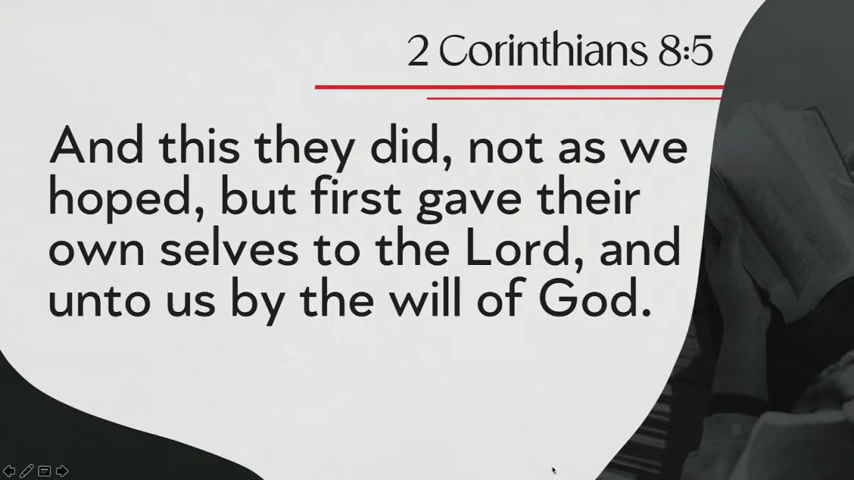 2 Corinthians 8:5
And this they did, not as we
hoped, but first gave their
own selves to the Lord, and
unto us by the will of God.